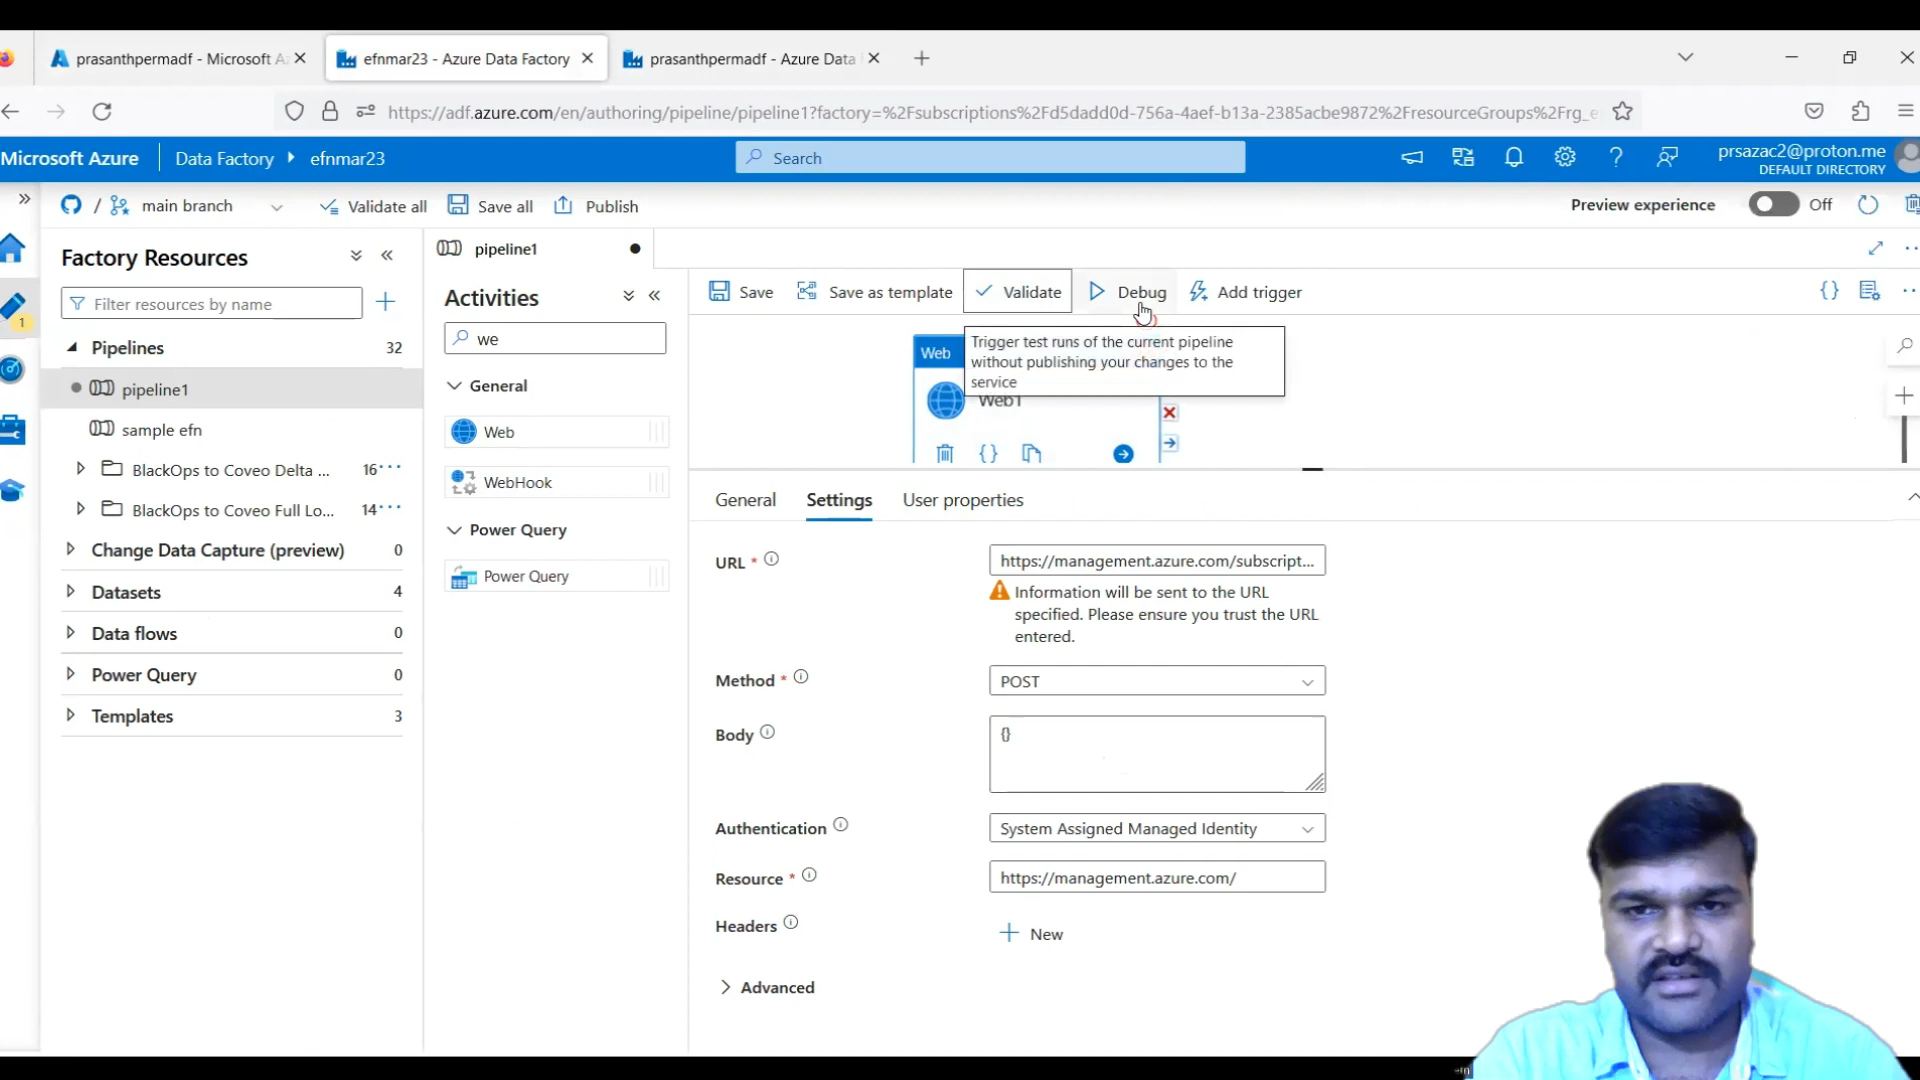 prasanthpermadf - Microsoft Az
efnmar23 - Azure Data Factory
prasanthpermadf - Azure Data
https://adf.azure.com/en/authoring/pipeline/pipeline1?factory=%2Fsubscriptions%2Fd5dadd0d-756a-4aef-b13a-2385acbe9872%2FresourceGroups%2Frg_e
Microsoft Azure
Data Factory
efnmar23
Search
prsazac2@proton.me
DEFAULT DIRECTORY
/ main branch
Validate all
Save all
Publish
Preview experience
Off
Factory Resources
Filter resources by name
1
Pipelines 32
pipeline1
sample efn
BlackOps to Coveo Delta ... 16
BlackOps to Coveo Full Lo... 14
Change Data Capture (preview) 0
Datasets 4
Data flows 0
Power Query 0
Templates 3
pipeline1
Activities
we
General
Web
WebHook
Power Query
Power Query
Save
Save as template
Validate
Debug
Add trigger
Trigger test runs of the current pipeline
without publishing your changes to the
service
Web
Web1
General
Settings
User properties
URL *
https://management.azure.com/subscript...
Information will be sent to the URL
specified. Please ensure you trust the URL
entered.
Method *
POST
Body
{}
Authentication
System Assigned Managed Identity
Resource *
https://management.azure.com/
Headers
New
Advanced